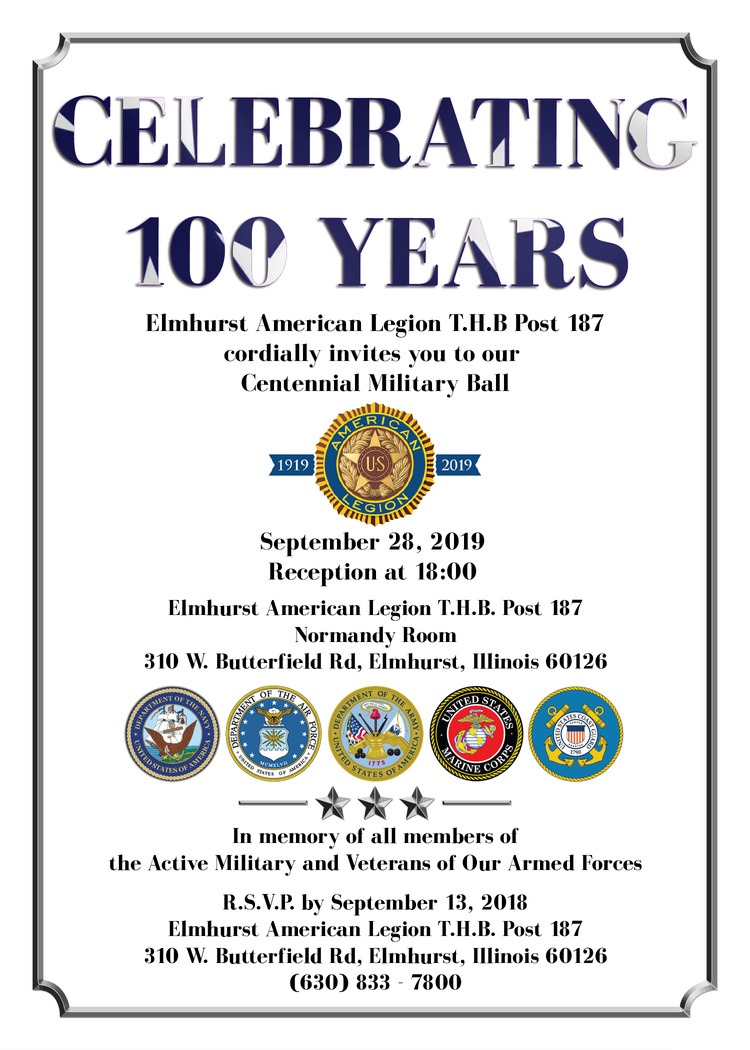 CELEBRATING
100 YEARS
Elmhurst American Legion T.H.B Post 187
cordially invites you to our
Centennial Military Ball
1919
AMERICAN
US
LEGION
2019
September 28, 2019
Reception at 18:00
Elmhurst American Legion T.H.B. Post 187
Normandy Room
310 W. Butterfield Rd, Elmhurst, Illinois 60126
DEPARTMENT OF THE NAVY
UNITED STATES OF AMERICA
DEPARTMENT OF THE AIR FORCE
MCMXLVII
UNITED STATES OF AMERICA
DEPARTMENT OF THE ARMY
1775
UNITED STATES OF AMERICA
UNITED STATES
MARINE CORPS
UNITED STATES COAST GUARD
1790
In memory of all members of
the Active Military and Veterans of Our Armed Forces
R.S.V.P. by September 13, 2018
Elmhurst American Legion T.H.B. Post 187
310 W. Butterfield Rd, Elmhurst, Illinois 60126
(630) 833 - 7800